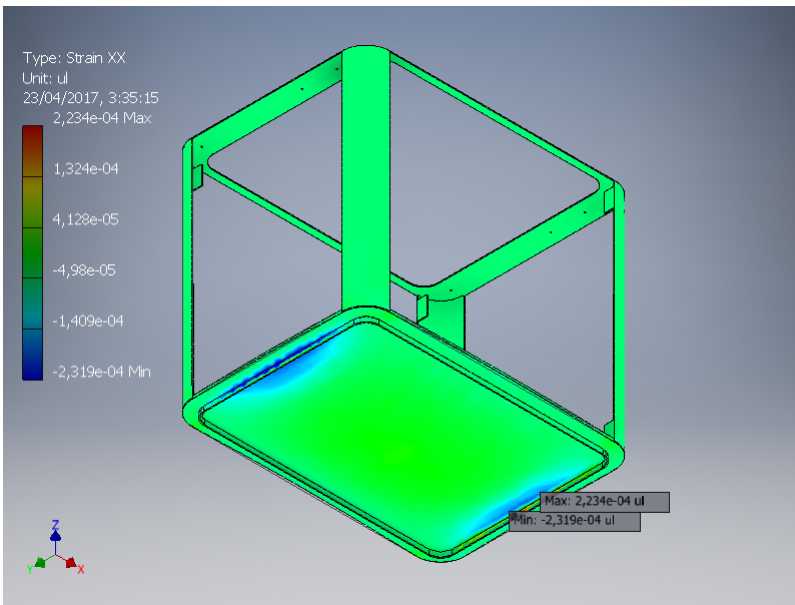 Type: Strain XX
Unit: ul
23/04/2017, 3:35:15
2,234e-04 Max
1,324e-04
4,128e-05
-4,98e-05
-1,409e-04
-2,319e-04 Min
Max: 2,234e-04 ul
Min: -2,319e-04 ul
Z
Y
X